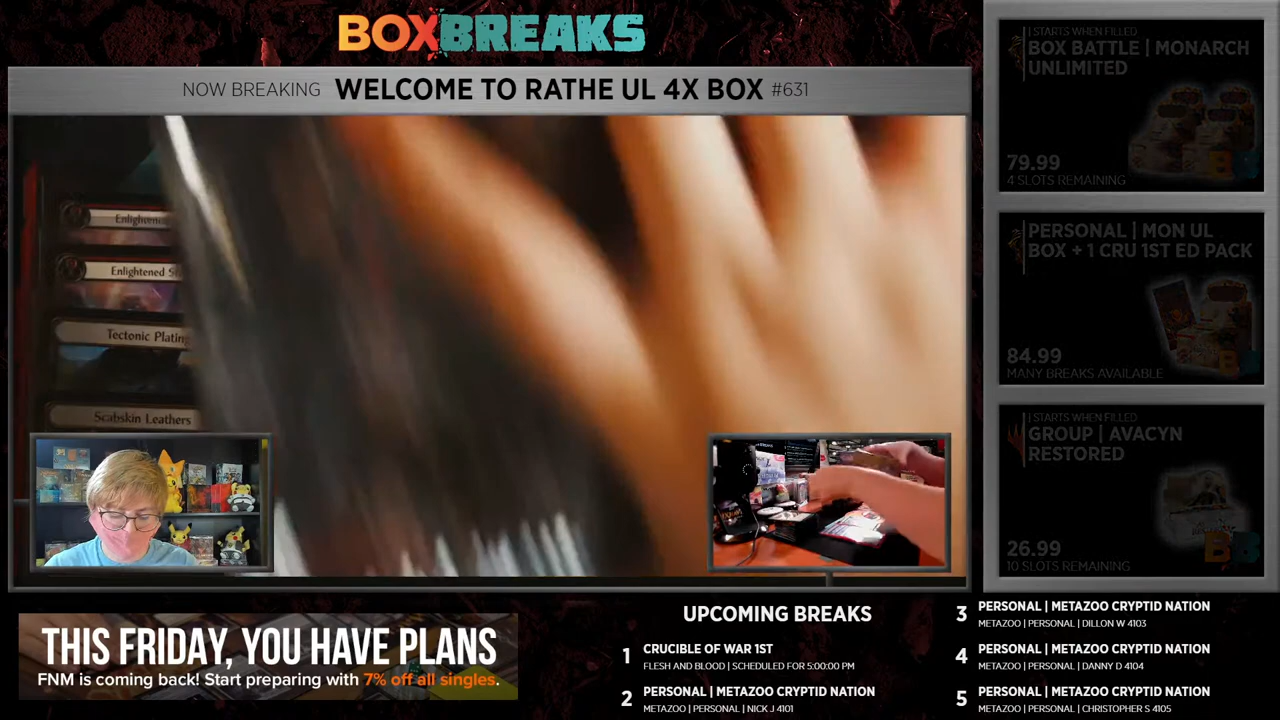 BOXBREAKS
NOW BREAKING WELCOME TO RATHE UL 4X BOX #631
Enlightened S
Tectonic Plating
Scabskin Leathers
| STARTS WHEN FILLED
BOX BATTLE | MONARCH
UNLIMITED
79.99
4 SLOTS REMAINING
PERSONAL | MON UL
BOX + 1 CRU 1ST ED PACK
84.99
MANY BREAKS AVAILABLE
| STARTS WHEN FILLED
GROUP | AVACYN
RESTORED
26.99
10 SLOTS REMAINING
THIS FRIDAY, YOU HAVE PLANS
FNM is coming back! Start preparing with 7% off all singles.
UPCOMING BREAKS
1 CRUCIBLE OF WAR 1ST
FLESH AND BLOOD | SCHEDULED FOR 5:00:00 PM
2 PERSONAL | METAZOO CRYPTID NATION
METAZOO | PERSONAL | NICK J 4101
3 PERSONAL | METAZOO CRYPTID NATION
METAZOO | PERSONAL | DILLON W 4103
4 PERSONAL | METAZOO CRYPTID NATION
METAZOO | PERSONAL | DANNY D 4104
5 PERSONAL | METAZOO CRYPTID NATION
METAZOO | PERSONAL | CHRISTOPHER S 4105